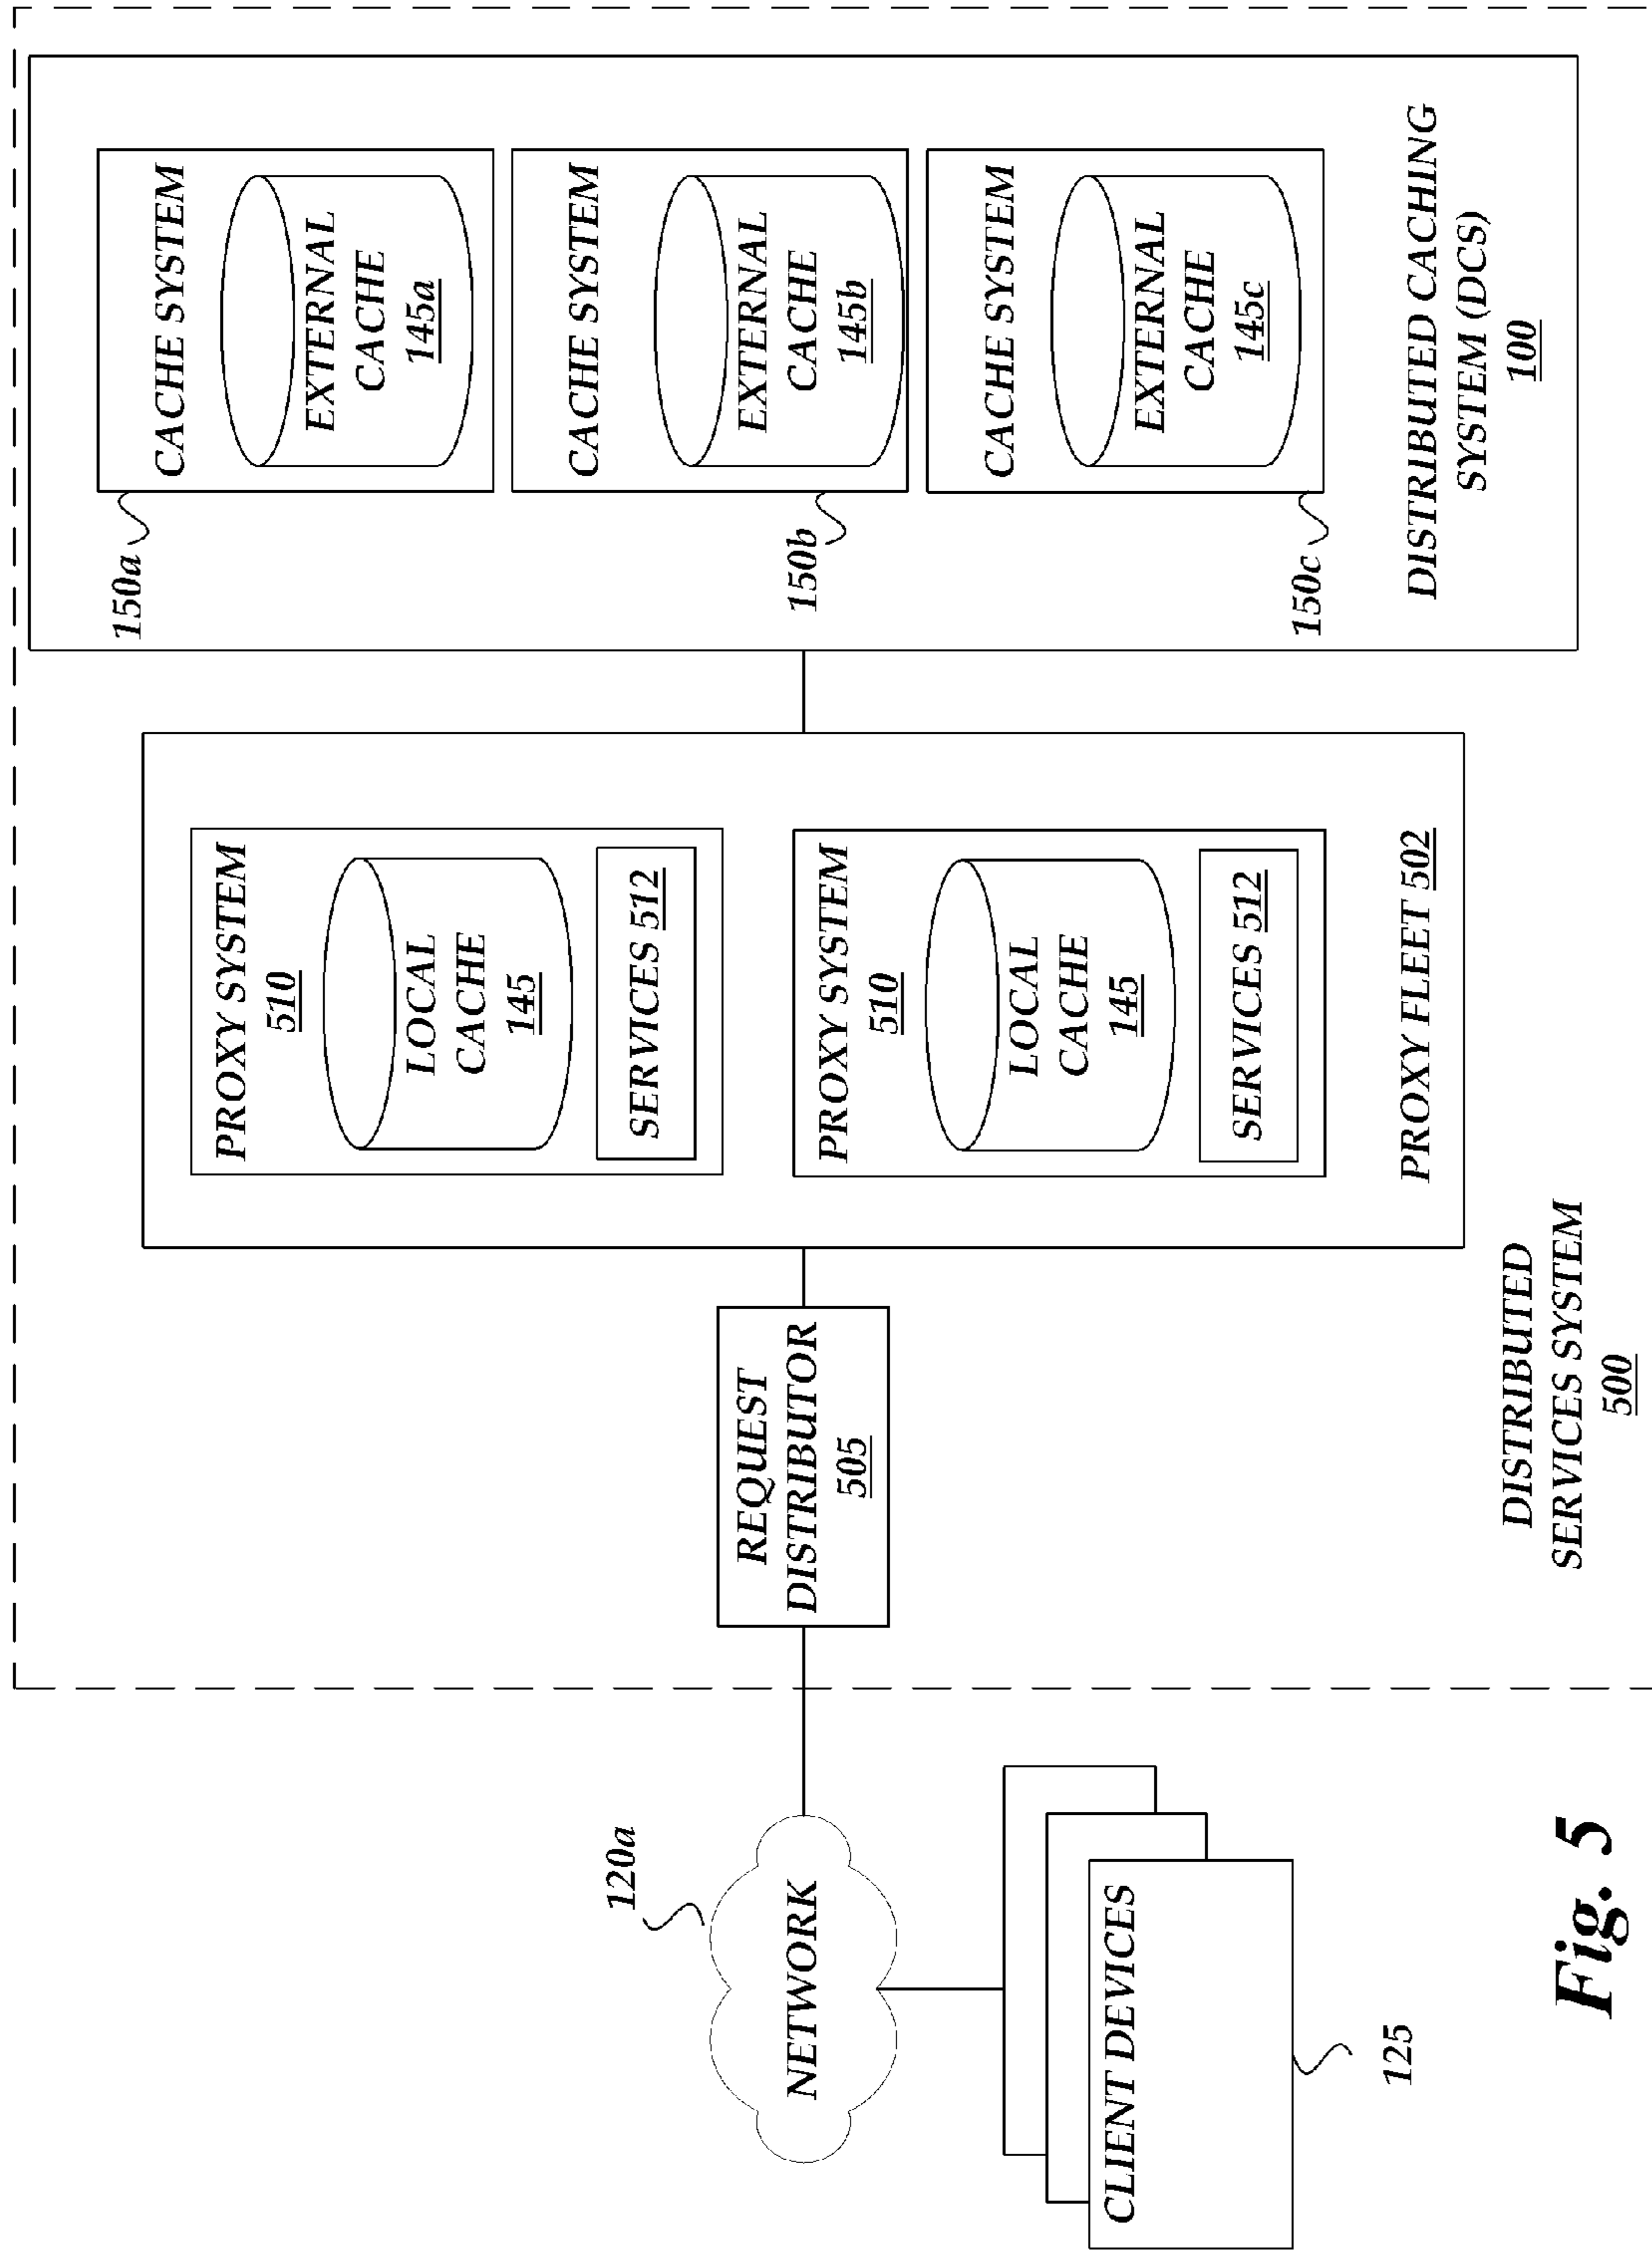 120a
NETWORK
CLIENT DEVICES
125
REQUEST
DISTRIBUTOR
505
PROXY SYSTEM
510
LOCAL
CACHE
145
SERVICES 512
PROXY SYSTEM
510
LOCAL
CACHE
145
SERVICES 512
PROXY FLEET 502
150a
CACHE SYSTEM
EXTERNAL
CACHE
145a
150b
CACHE SYSTEM
EXTERNAL
CACHE
145b
150c
CACHE SYSTEM
EXTERNAL
CACHE
145c
DISTRIBUTED CACHING
SYSTEM (DCS)
100
DISTRIBUTED
SERVICES SYSTEM
500
Fig. 5